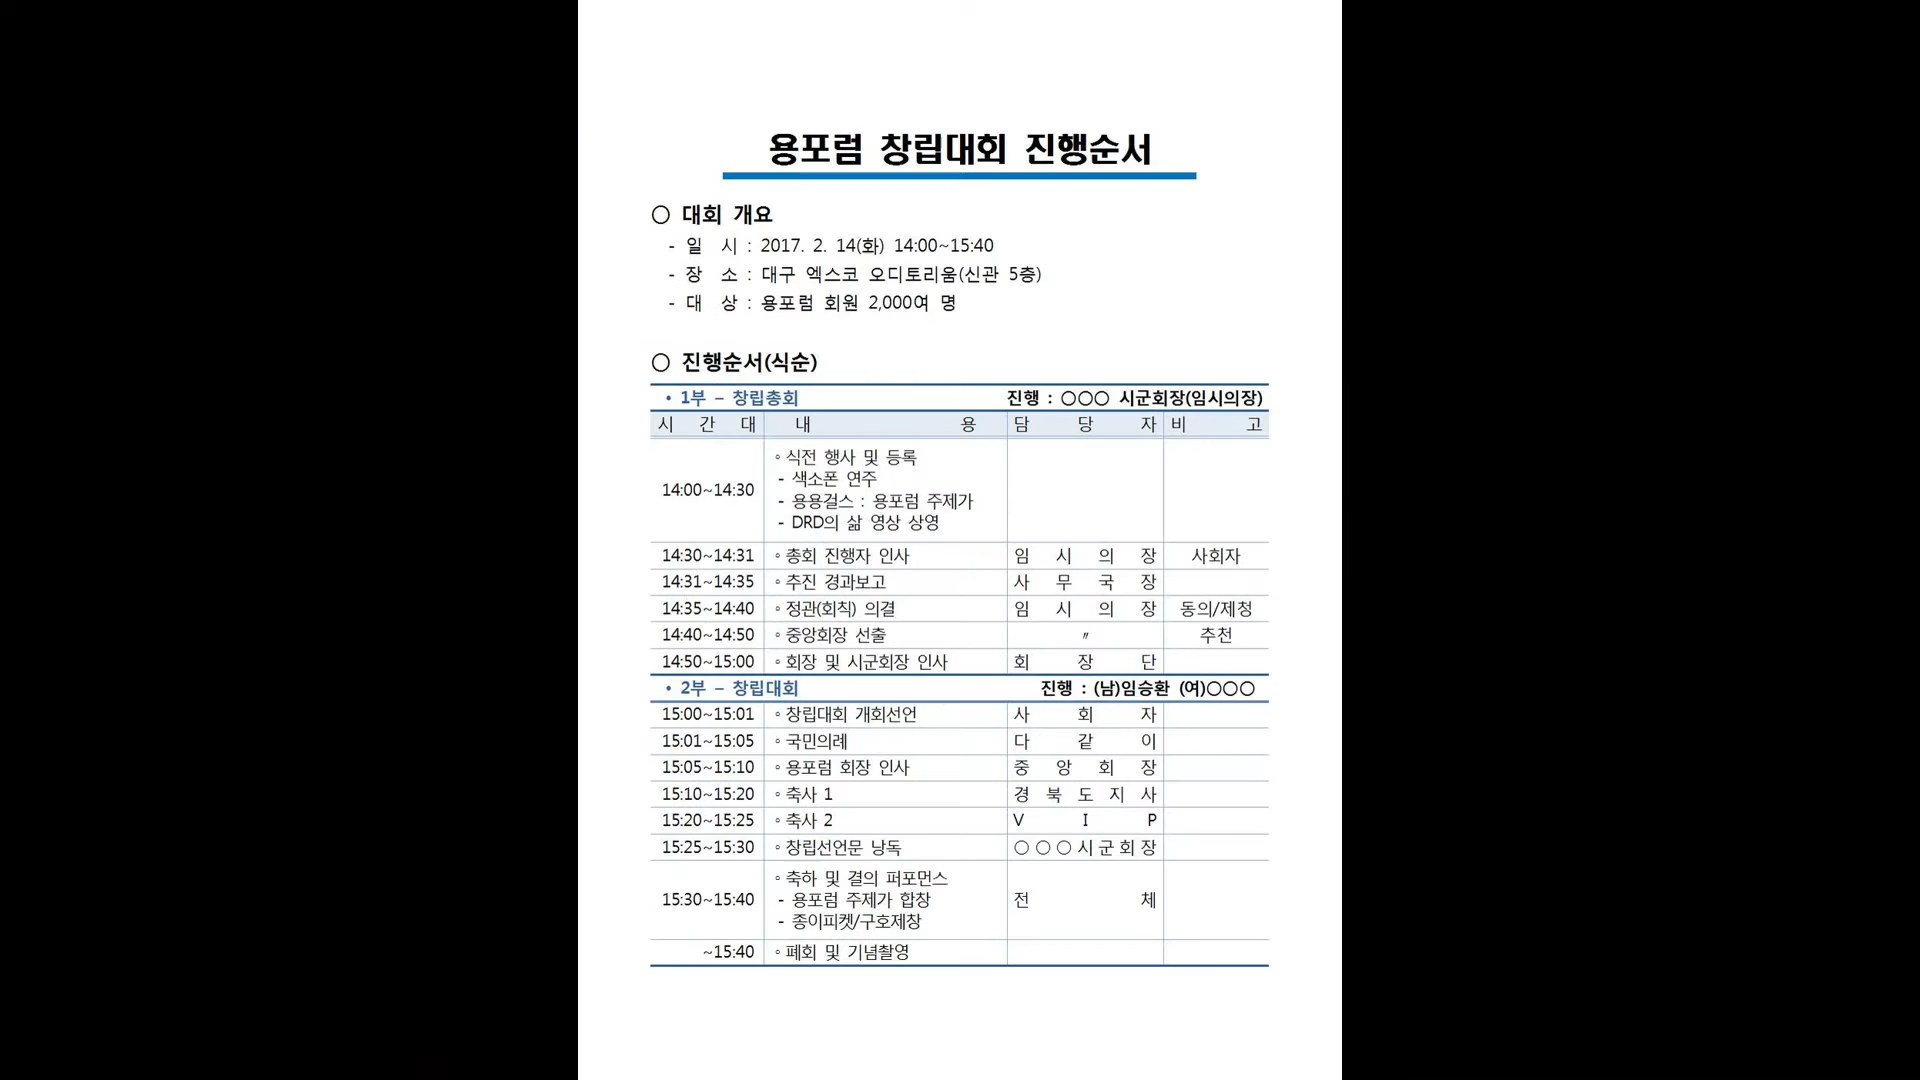 용포럼 창립대회 진행순서
○ 대회 개요
- 일 시 : 2017. 2. 14(화) 14:00~15:40
- 장 소 : 대구 엑스코 오디토리움(신관 5층)
- 대 상 : 용포럼 회원 2,000여 명
○ 진행순서(식순)
• 1부 – 창립총회 진행 : ○○○ 시군회장(임시의장)
시 간 대 내 용 담 당 자 비 고
14:00~14:30
◦ 식전 행사 및 등록
- 색소폰 연주
- 용용걸스 : 용포럼 주제가
- DRD의 삶 영상 상영
14:30~14:31 ◦ 총회 진행자 인사 임 시 의 장 사회자
14:31~14:35 ◦ 추진 경과보고 사 무 국 장
14:35~14:40 ◦ 정관(회칙) 의결 임 시 의 장 동의/제청
14:40~14:50 ◦ 중앙회장 선출 〃 추천
14:50~15:00 ◦ 회장 및 시군회장 인사 회 장 단
• 2부 – 창립대회 진행 : (남)임승환 (여)○○○
15:00~15:01 ◦ 창립대회 개회선언 사 회 자
15:01~15:05 ◦ 국민의례 다 같 이
15:05~15:10 ◦ 용포럼 회장 인사 중 앙 회 장
15:10~15:20 ◦ 축사 1 경 북 도 지 사
15:20~15:25 ◦ 축사 2 V I P
15:25~15:30 ◦ 창립선언문 낭독 ○ ○ ○ 시 군 회 장
15:30~15:40
◦ 축하 및 결의 퍼포먼스
- 용포럼 주제가 합창
- 종이피켓/구호제창
전 체
~15:40 ◦ 폐회 및 기념촬영